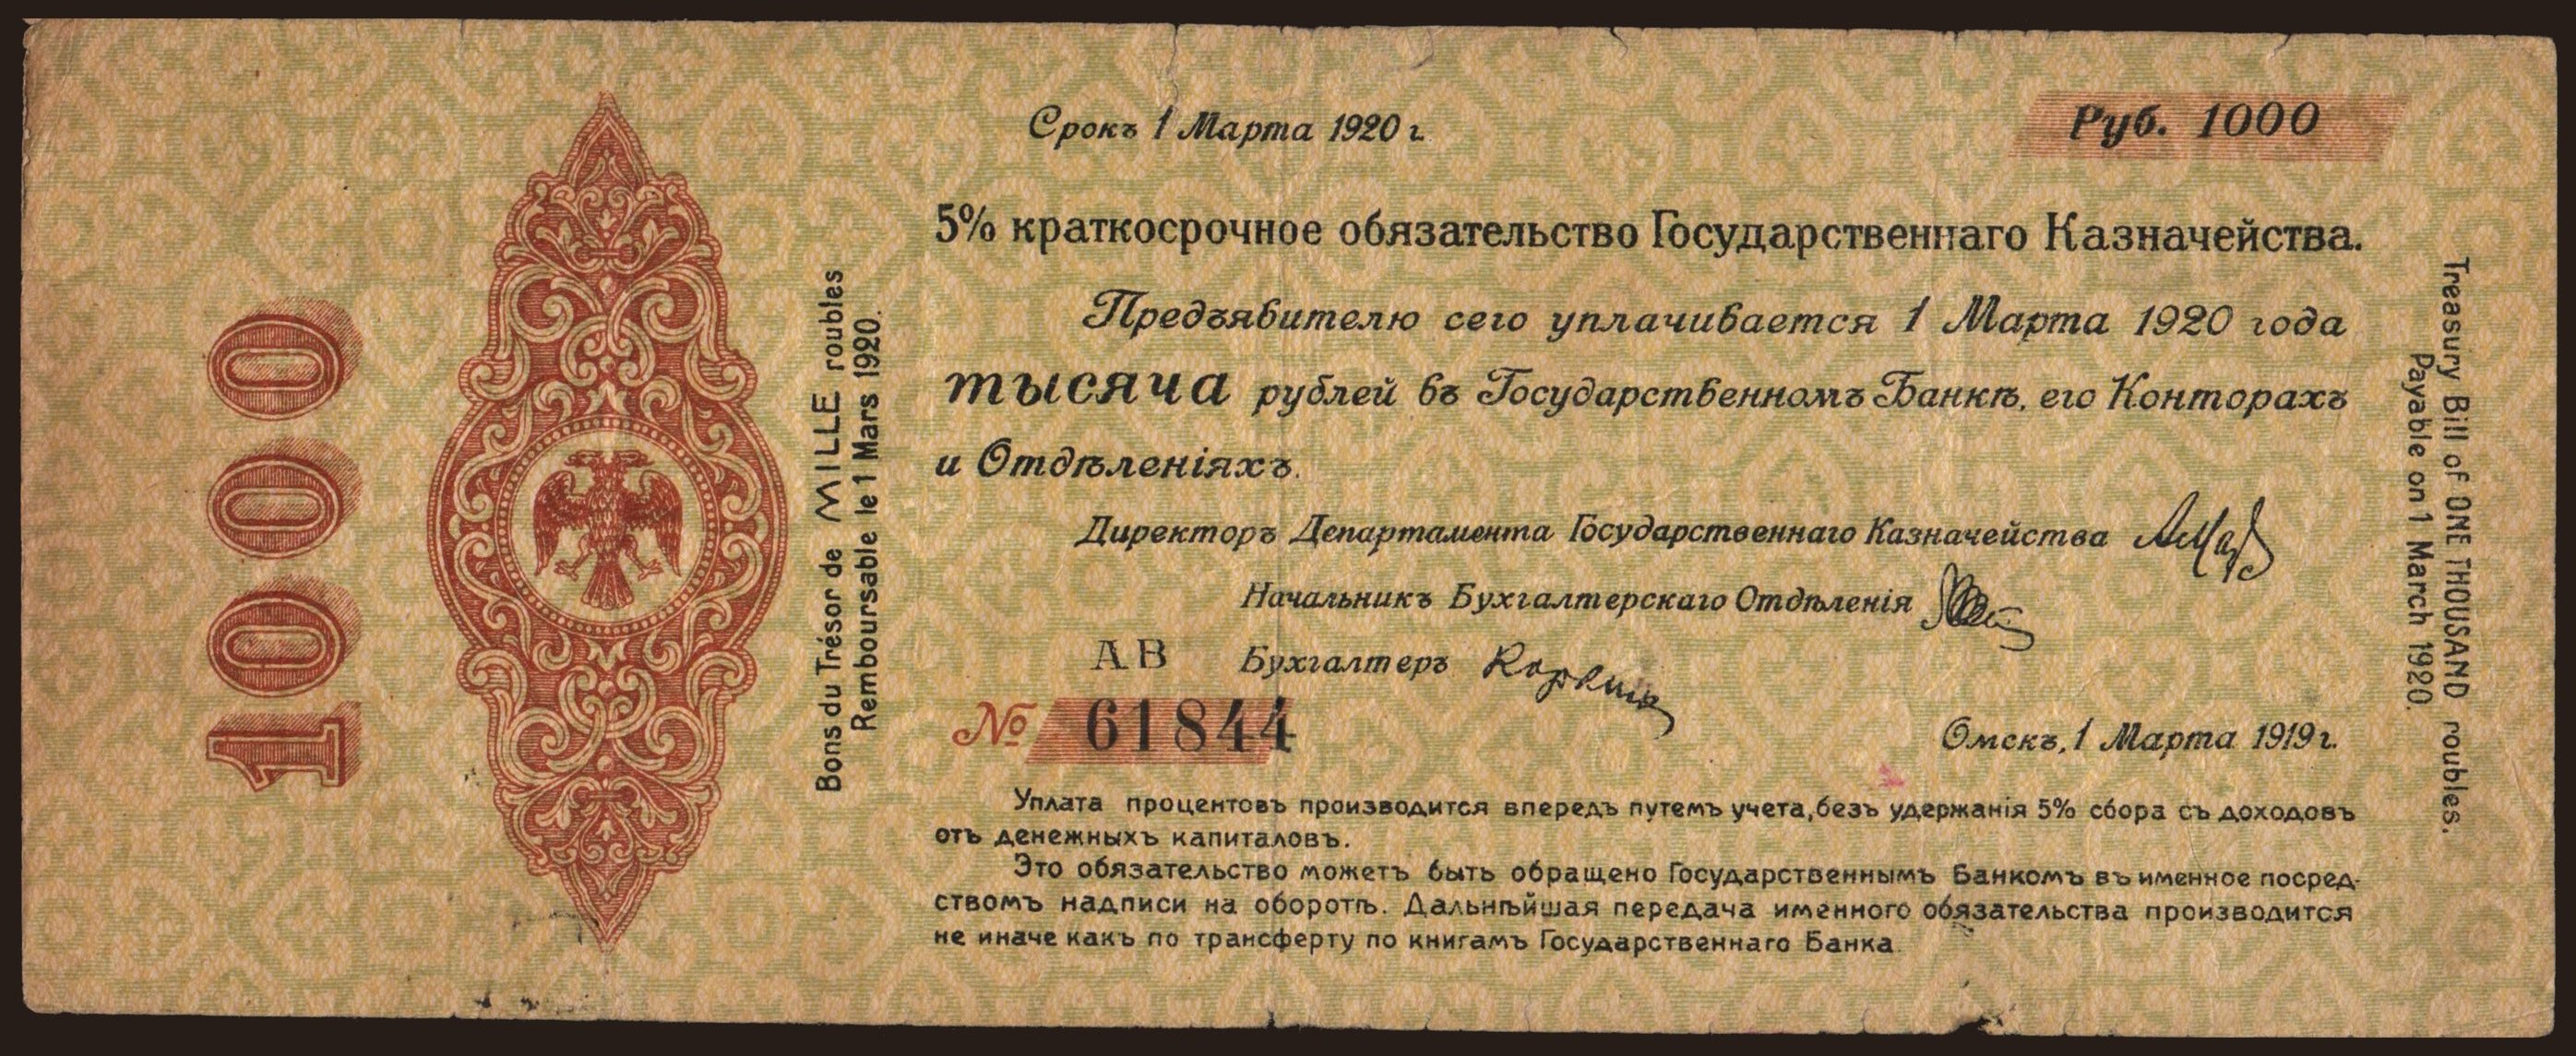 1000
Bons du Trésor de MILLE roubles
Remboursable le 1 Mars 1920.
Срокъ 1 Марта 1920 г.
Руб. 1000
5% краткосрочное обязательство Государственнаго Казначейства.
Предъявителю сего уплачивается 1 Марта 1920 года
тысяча рублей въ Государственномъ Банкѣ, его Конторахъ
и Отдѣленіяхъ.
Директоръ Департамента Государственнаго Казначейства
Начальникъ Бухгалтерскаго Отдѣленія
АВ Бухгалтеръ
№ 61844
Омскъ, 1 Марта 1919 г.
Уплата процентовъ производится впередъ путемъ учета, безъ удержанія 5% сбора съ доходовъ
отъ денежныхъ капиталовъ.
Это обязательство можетъ быть обращено Государственнымъ Банкомъ въ именное посред-
ствомъ надписи на оборотѣ. Дальнѣйшая передача именного обязательства производится
не иначе какъ по трансферту по книгамъ Государственнаго Банка.
Treasury Bill of ONE THOUSAND roubles.
Payable on 1 March 1920.